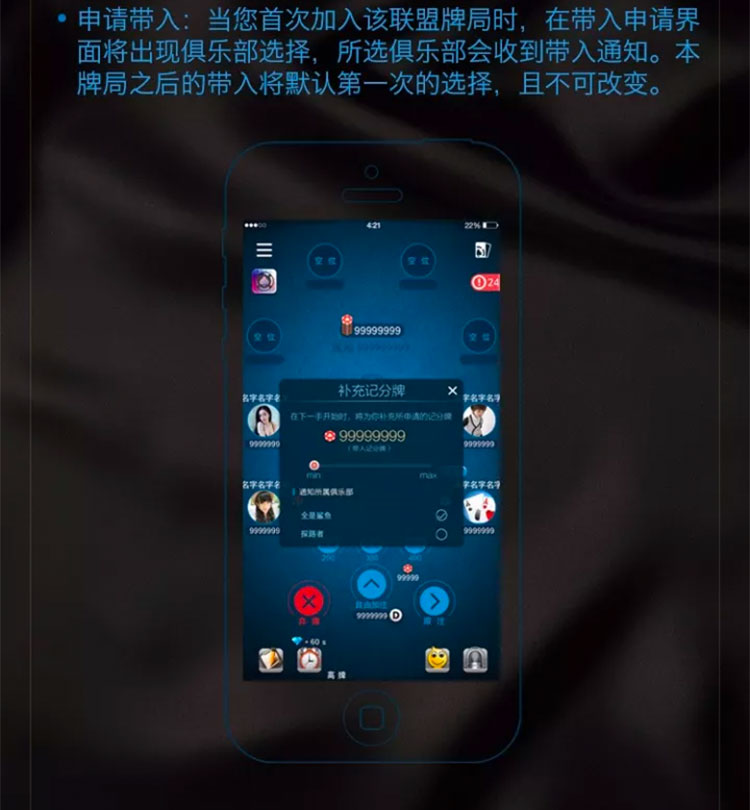 • 申请带入：当您首次加入该联盟牌局时，在带入申请界
面将出现俱乐部选择，所选俱乐部会收到带入通知。本
牌局之后的带入将默认第一次的选择，且不可改变。
4:21
22%
空 位
空 位
24
99999999
空 位
空 位
补充记分牌
名字名字名
字名字名字
在下一手开始时，将为你补充所申请的记分牌
99999999
9999999
9999999
（带入记分牌）
min
max
名字名字名
字名字名字
通知所属俱乐部
全是鲨鱼
探路者
9999999
9999999
200
400
99999
自由加注
弃 牌
9999999
D
跟 注
+ 60 s
高 牌